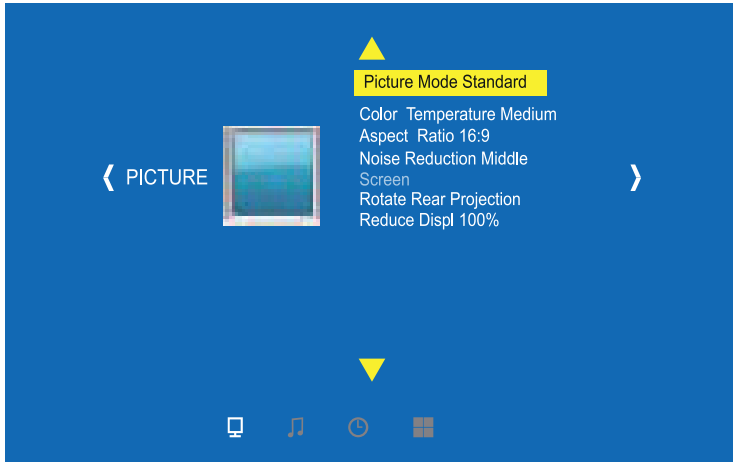 PICTURE
Picture Mode Standard
Color Temperature Medium
Aspect Ratio 16:9
Noise Reduction Middle
Screen
Rotate Rear Projection
Reduce Displ 100%